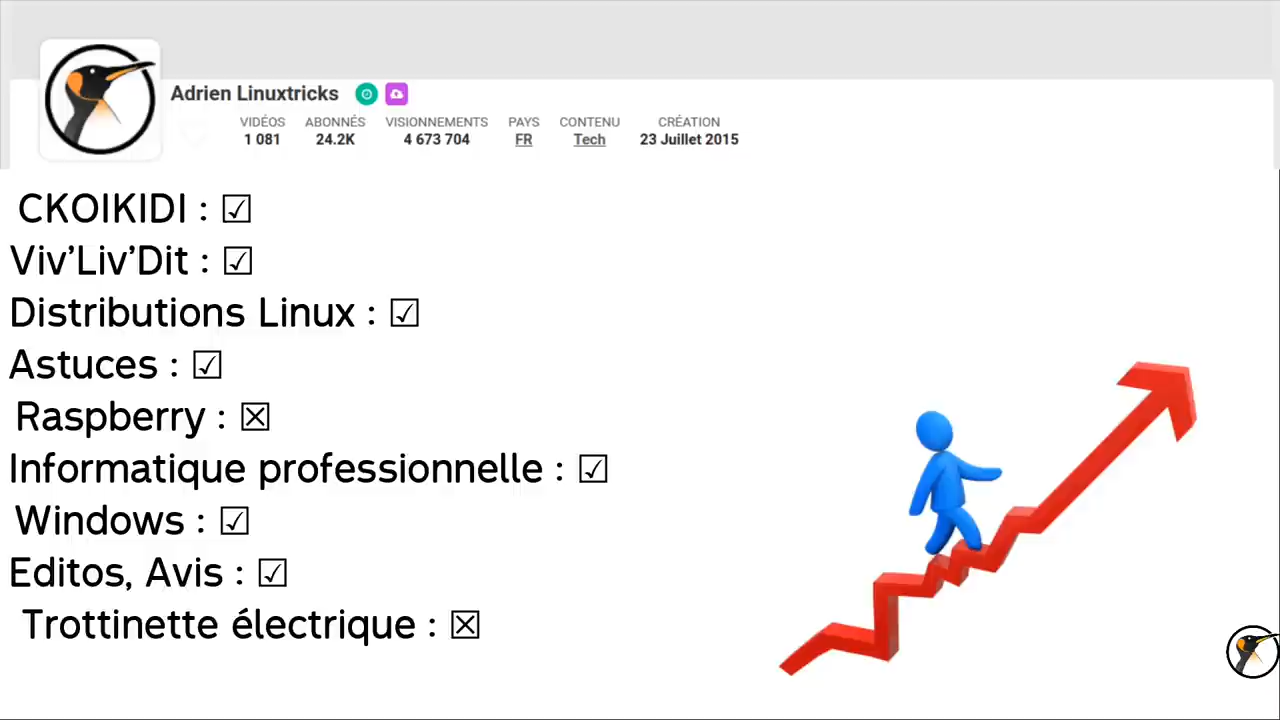 Adrien Linuxtricks
VIDÉOS ABONNÉS VISIONNEMENTS PAYS CONTENU CRÉATION
1 081 24.2K 4 673 704 FR Tech 23 Juillet 2015
CKOIKIDI : ☑
Viv’Liv’Dit : ☑
Distributions Linux : ☑
Astuces : ☑
Raspberry : ☒
Informatique professionnelle : ☑
Windows : ☑
Editos, Avis : ☑
Trottinette électrique : ☒